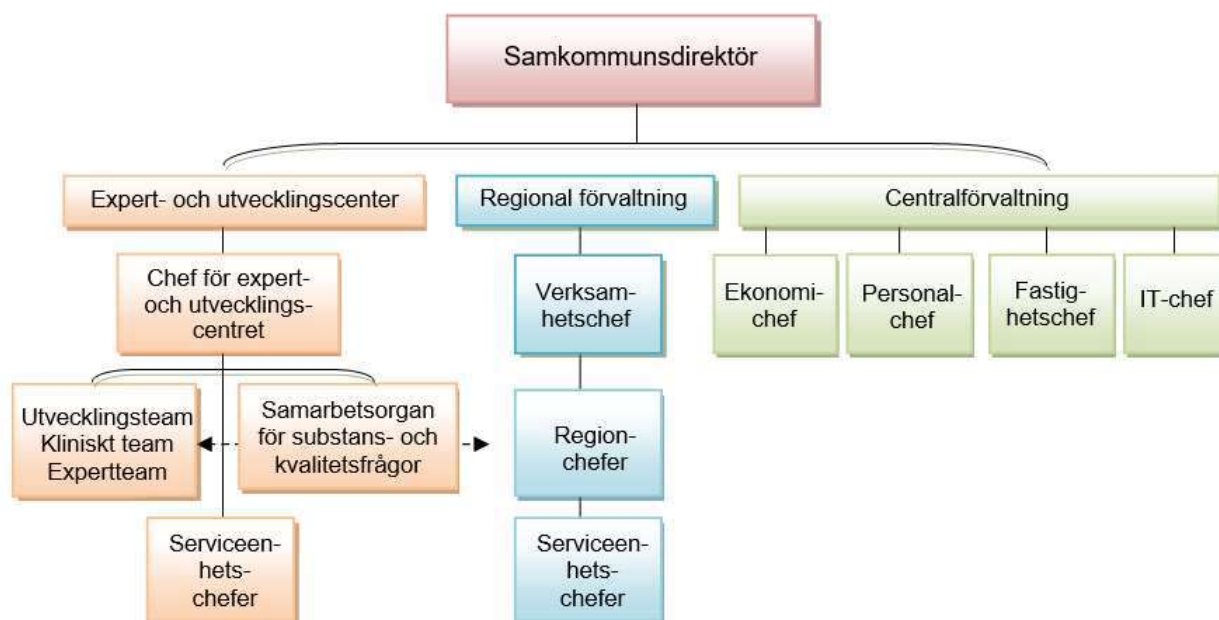 Samkommunsdirektör
Expert- och utvecklingscenter
Regional förvaltning
Centralförvaltning
Chef för expert-
och utvecklings-
centret
Verksam-
hetschef
Ekonomi-
chef
Personal-
chef
Fastig-
hetschef
IT-chef
Utvecklingsteam
Kliniskt team
Expertteam
Samarbetsorgan
för substans- och
kvalitetsfrågor
Region-
chefer
Serviceen-
hets-
chefer
Serviceen-
hets-
chefer